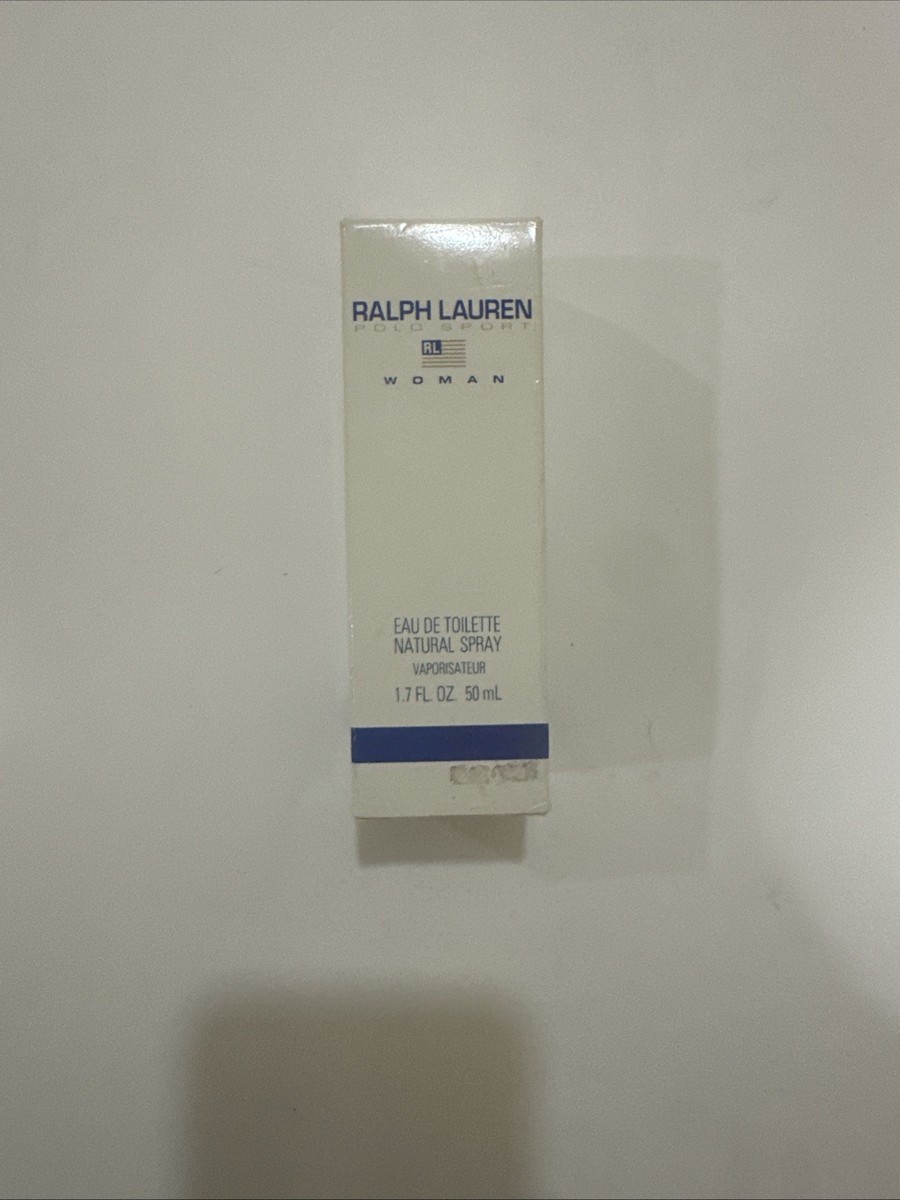 RALPH LAUREN
POLO SPORT
RL
WOMAN
EAU DE TOILETTE
NATURAL SPRAY
VAPORISATEUR
1.7 FL. OZ. 50 mL